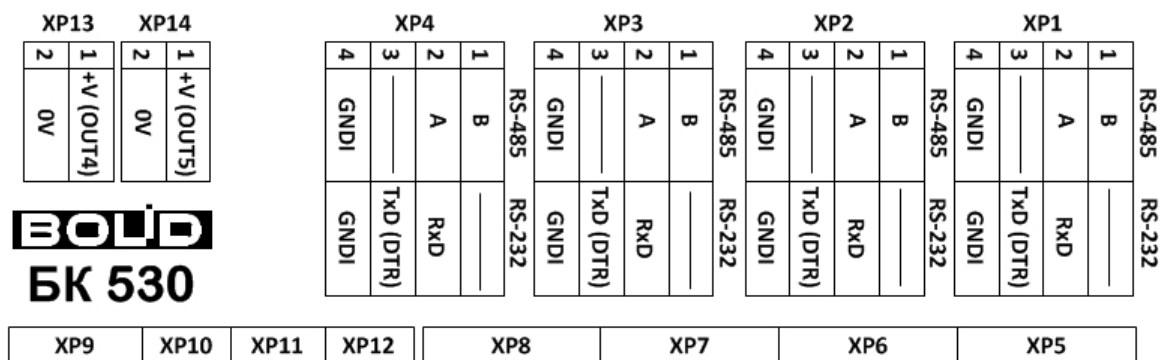 XP13 XP14 XP4 XP3 XP2 XP1
2 1 2 1 4 3 2 1 4 3 2 1 4 3 2 1 4 3 2 1
0V +V (OUT4) 0V +V (OUT5) GNDI A B RS-485 GNDI A B RS-485 GNDI A B RS-485 GNDI A B RS-485
GNDI TxD (DTR) RxD RS-232 GNDI TxD (DTR) RxD RS-232 GNDI TxD (DTR) RxD RS-232 GNDI TxD (DTR) RxD RS-232
BOLID
БК 530
XP9 XP10 XP11 XP12 XP8 XP7 XP6 XP5